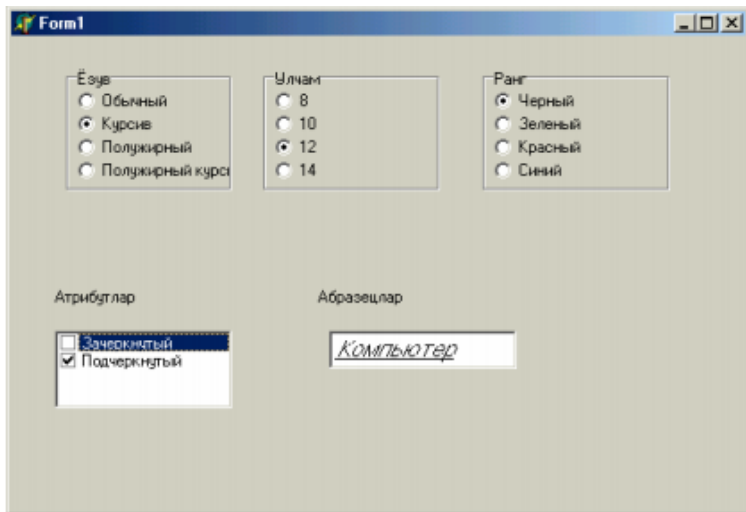 Form1
Ёзув
Обычный
Курсив
Полужирный
Полужирный курси
Улчам
8
10
12
14
Ранг
Черный
Зеленый
Красный
Синий
Атрибутлар
Зачеркнутый
Подчеркнутый
Абразецлар
Компьютер